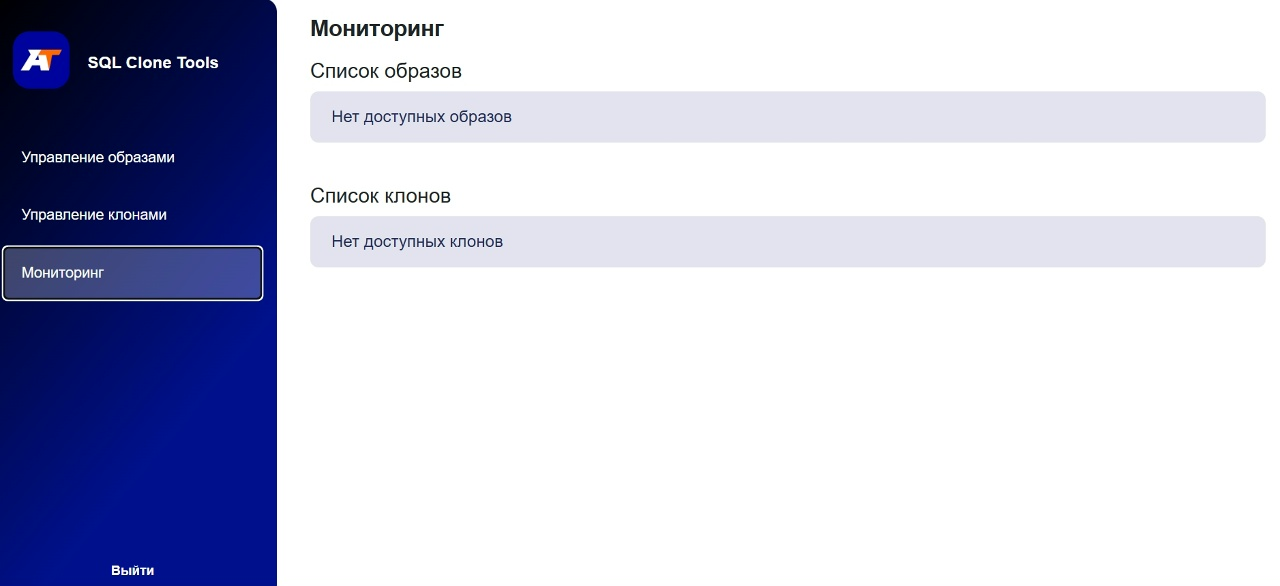 AT
SQL Clone Tools
Управление образами
Управление клонами
Мониторинг
Выйти
Мониторинг
Список образов
Нет доступных образов
Список клонов
Нет доступных клонов